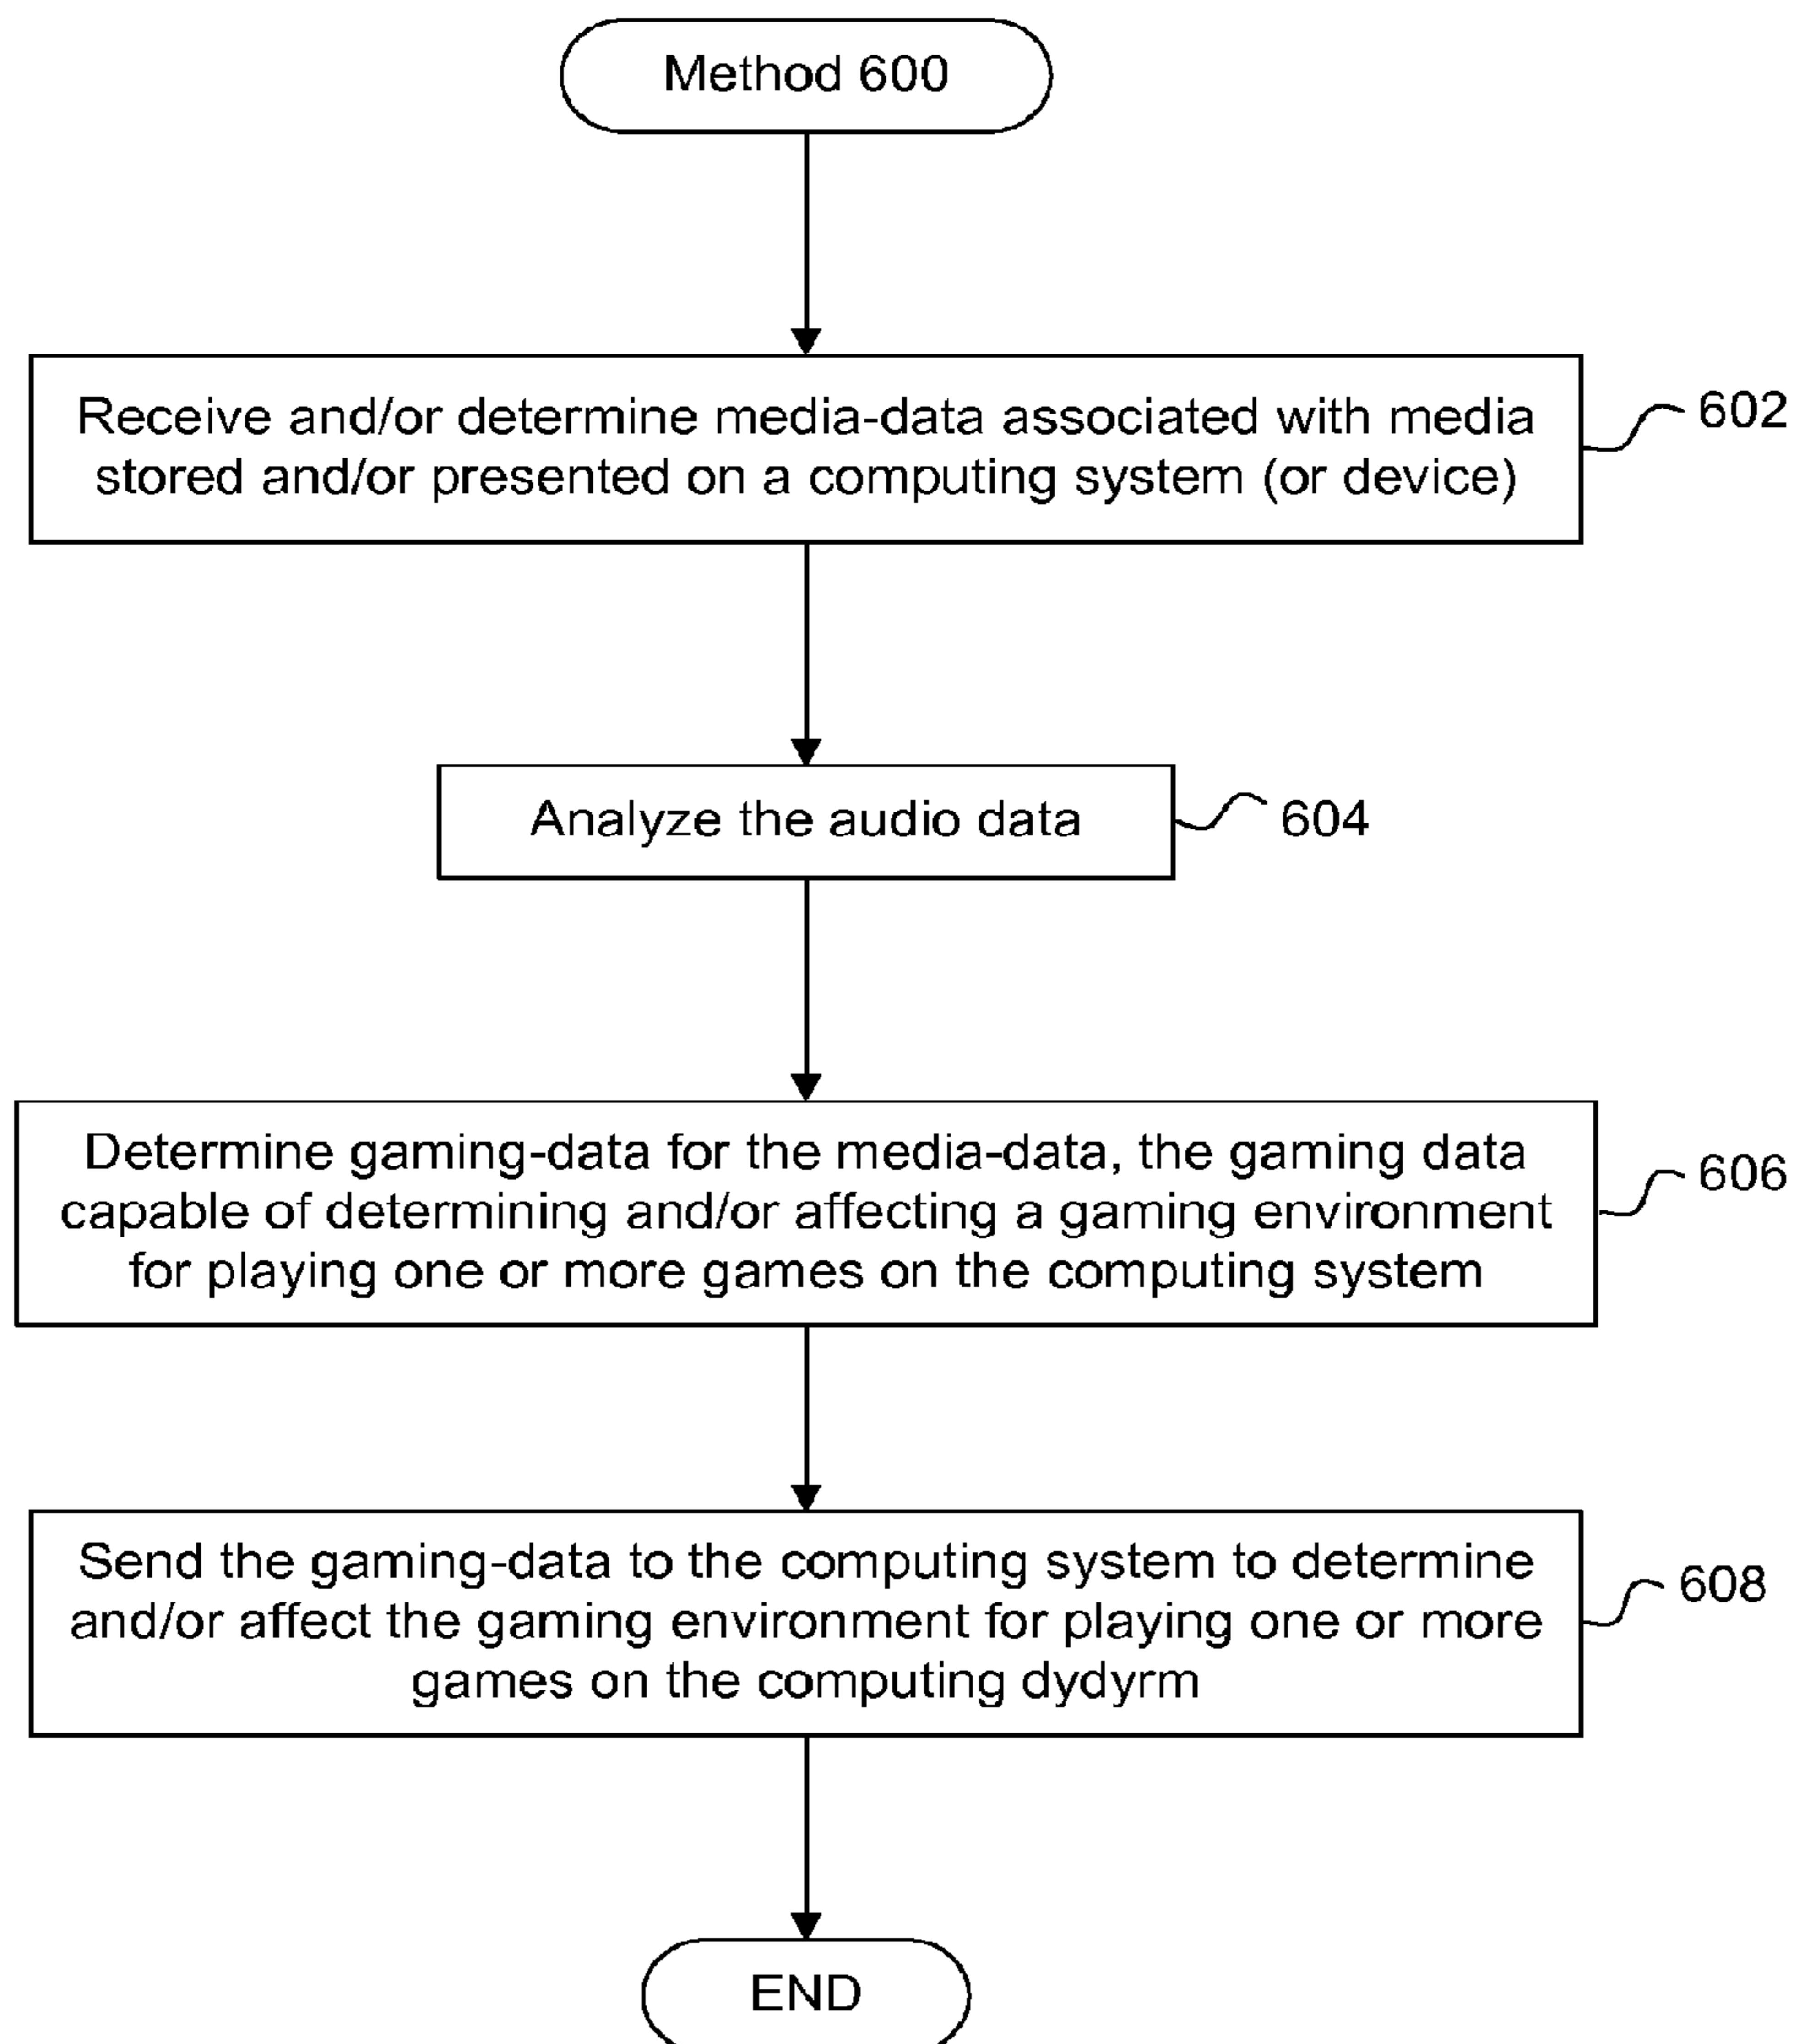 Method 600
Receive and/or determine media-data associated with media
stored and/or presented on a computing system (or device)
602
Analyze the audio data
604
Determine gaming-data for the media-data, the gaming data
capable of determining and/or affecting a gaming environment
for playing one or more games on the computing system
606
Send the gaming-data to the computing system to determine
and/or affect the gaming environment for playing one or more
games on the computing dydyrm
608
END